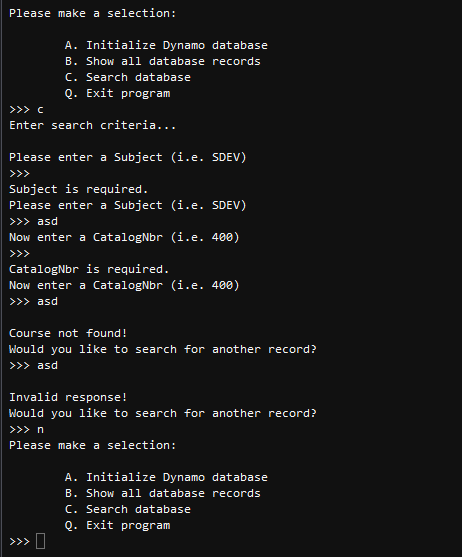 Please make a selection:
A. Initialize Dynamo database
B. Show all database records
C. Search database
Q. Exit program
>>> c
Enter search criteria...
Please enter a Subject (i.e. SDEV)
>>>
Subject is required.
Please enter a Subject (i.e. SDEV)
>>> asd
Now enter a CatalogNbr (i.e. 400)
>>>
CatalogNbr is required.
Now enter a CatalogNbr (i.e. 400)
>>> asd
Course not found!
Would you like to search for another record?
>>> asd
Invalid response!
Would you like to search for another record?
>>> n
Please make a selection:
A. Initialize Dynamo database
B. Show all database records
C. Search database
Q. Exit program
>>>